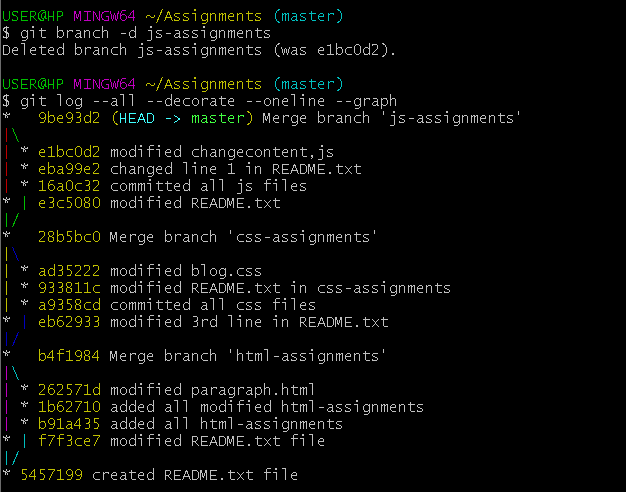 USER@HP MINGW64 ~/Assignments (master)
$ git branch -d js-assignments
Deleted branch js-assignments (was e1bc0d2).
USER@HP MINGW64 ~/Assignments (master)
$ git log --all --decorate --oneline --graph
*   9be93d2 (HEAD -> master) Merge branch 'js-assignments'
|\
| * e1bc0d2 modified changecontent,js
| * eba99e2 changed line 1 in README.txt
| * 16a0c32 committed all js files
* | e3c5080 modified README.txt
|/
*   28b5bc0 Merge branch 'css-assignments'
|\
| * ad35222 modified blog.css
| * 933811c modified README.txt in css-assignments
| * a9358cd committed all css files
* | eb62933 modified 3rd line in README.txt
|/
*   b4f1984 Merge branch 'html-assignments'
|\
| * 262571d modified paragraph.html
| * 1b62710 added all modified html-assignments
| * b91a435 added all html-assignments
* | f7f3ce7 modified README.txt file
|/
* 5457199 created README.txt file